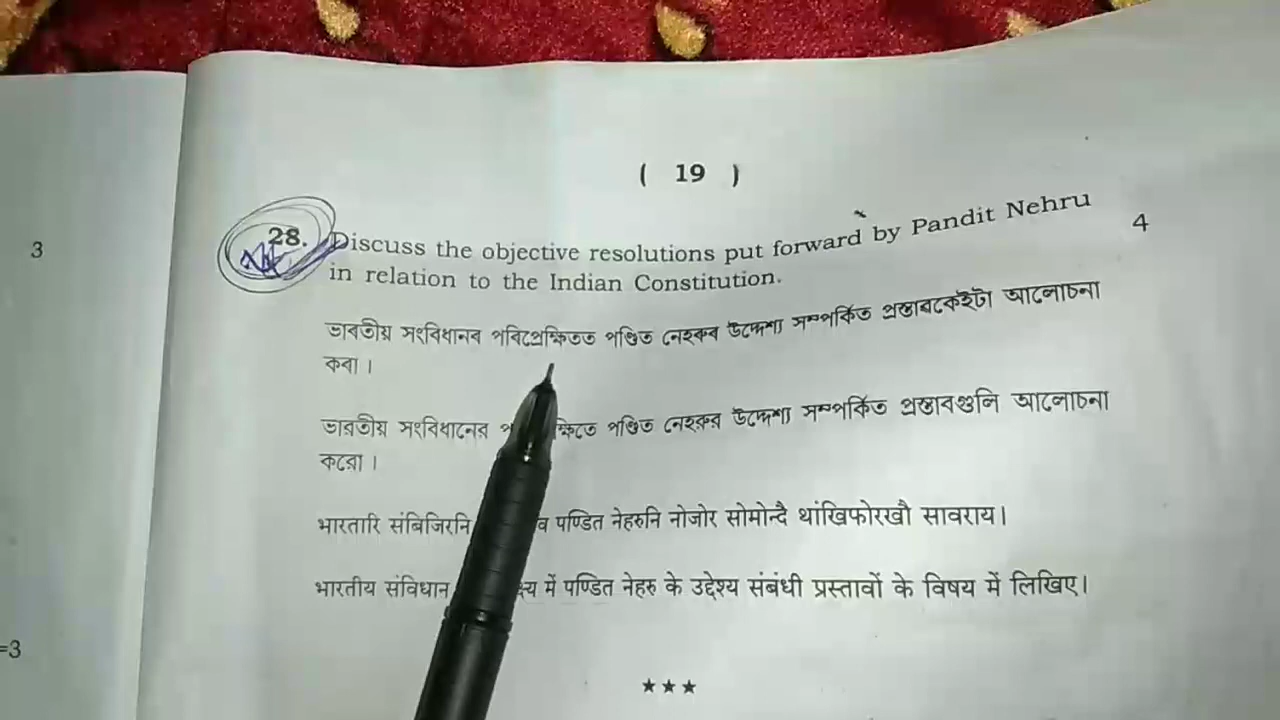 ( 19 )
3
28. Discuss the objective resolutions put forward by Pandit Nehru 4
in relation to the Indian Constitution.
ভাৰতীয় সংবিধানৰ পৰিপ্ৰেক্ষিতত পণ্ডিত নেহৰুৰ উদ্দেশ্য সম্পৰ্কিত প্ৰস্তাৱকেইটা আলোচনা
কৰা ।
ভারতীয় সংবিধানের পণ্ডিত নেহরুর উদ্দেশ্য সম্পর্কিত প্রস্তাবগুলি আলোচনা
করো ।
भारतारि संबिजिरनि पण्डित नेहरुनि नोजोर सोमोन्दै थांखिफोरखौ सावराय।
भारतीय संविधान में पण्डित नेहरु के उद्देश्य संबंधी प्रस्तावों के विषय में लिखिए।
=3
★★★